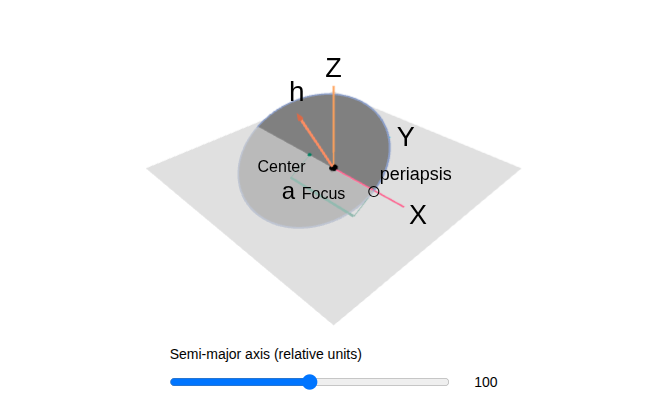 Z
h
Y
Center
periapsis
a
Focus
X
Semi-major axis (relative units)
100